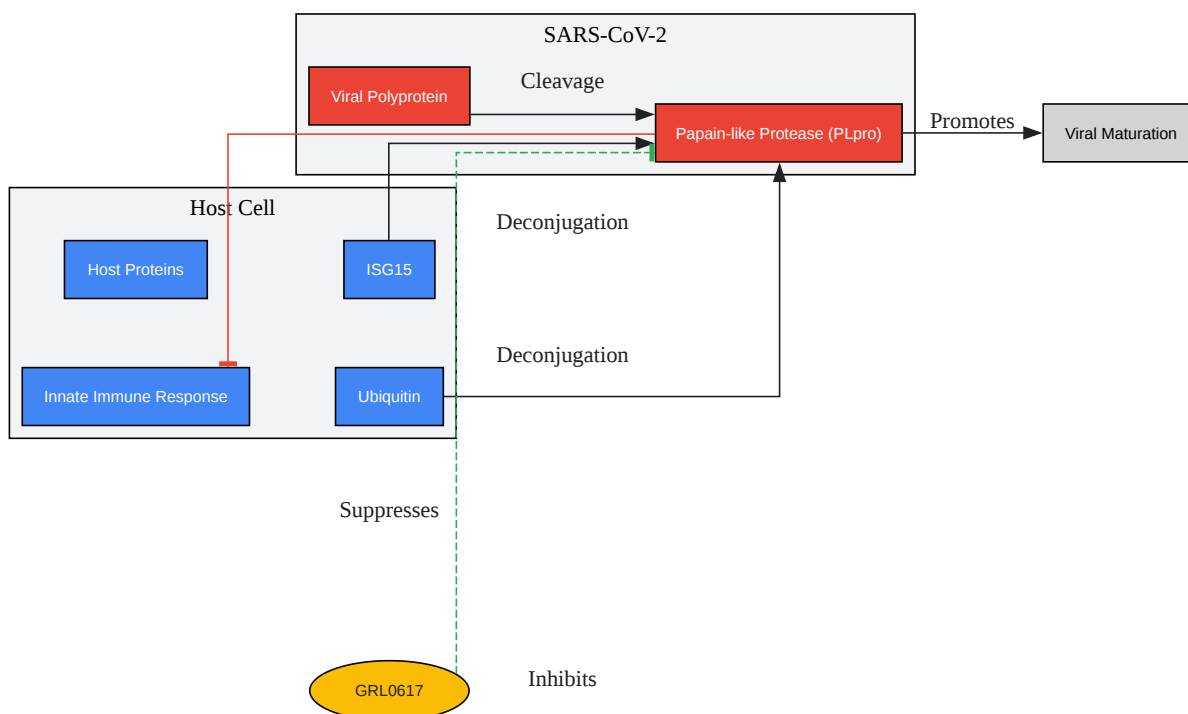 SARS-CoV-2
Viral Polyprotein
Cleavage
Papain-like Protease (PLpro)
Promotes
Viral Maturation
Host Cell
Deconjugation
Host Proteins
ISG15
Deconjugation
Innate Immune Response
Ubiquitin
Suppresses
GRL0617
Inhibits